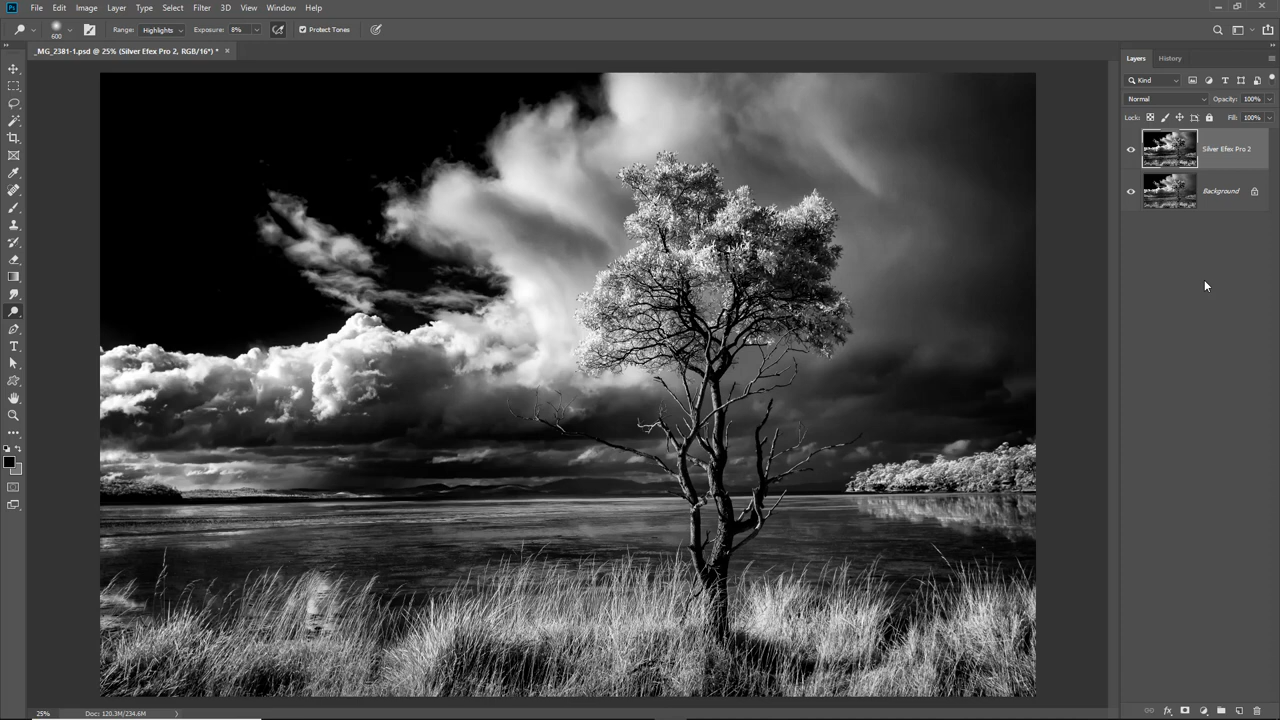 Ps File Edit Image Layer Type Select Filter 3D View Window Help
600 Range: Highlights Exposure: 8% Protect Tones
_MG_2381-1.psd @ 25% (Silver Efex Pro 2, RGB/16*) * ×
Layers History
Kind
Normal Opacity: 100%
Lock: Fill: 100%
Silver Efex Pro 2
Background
25% Doc: 120.3M/234.6M